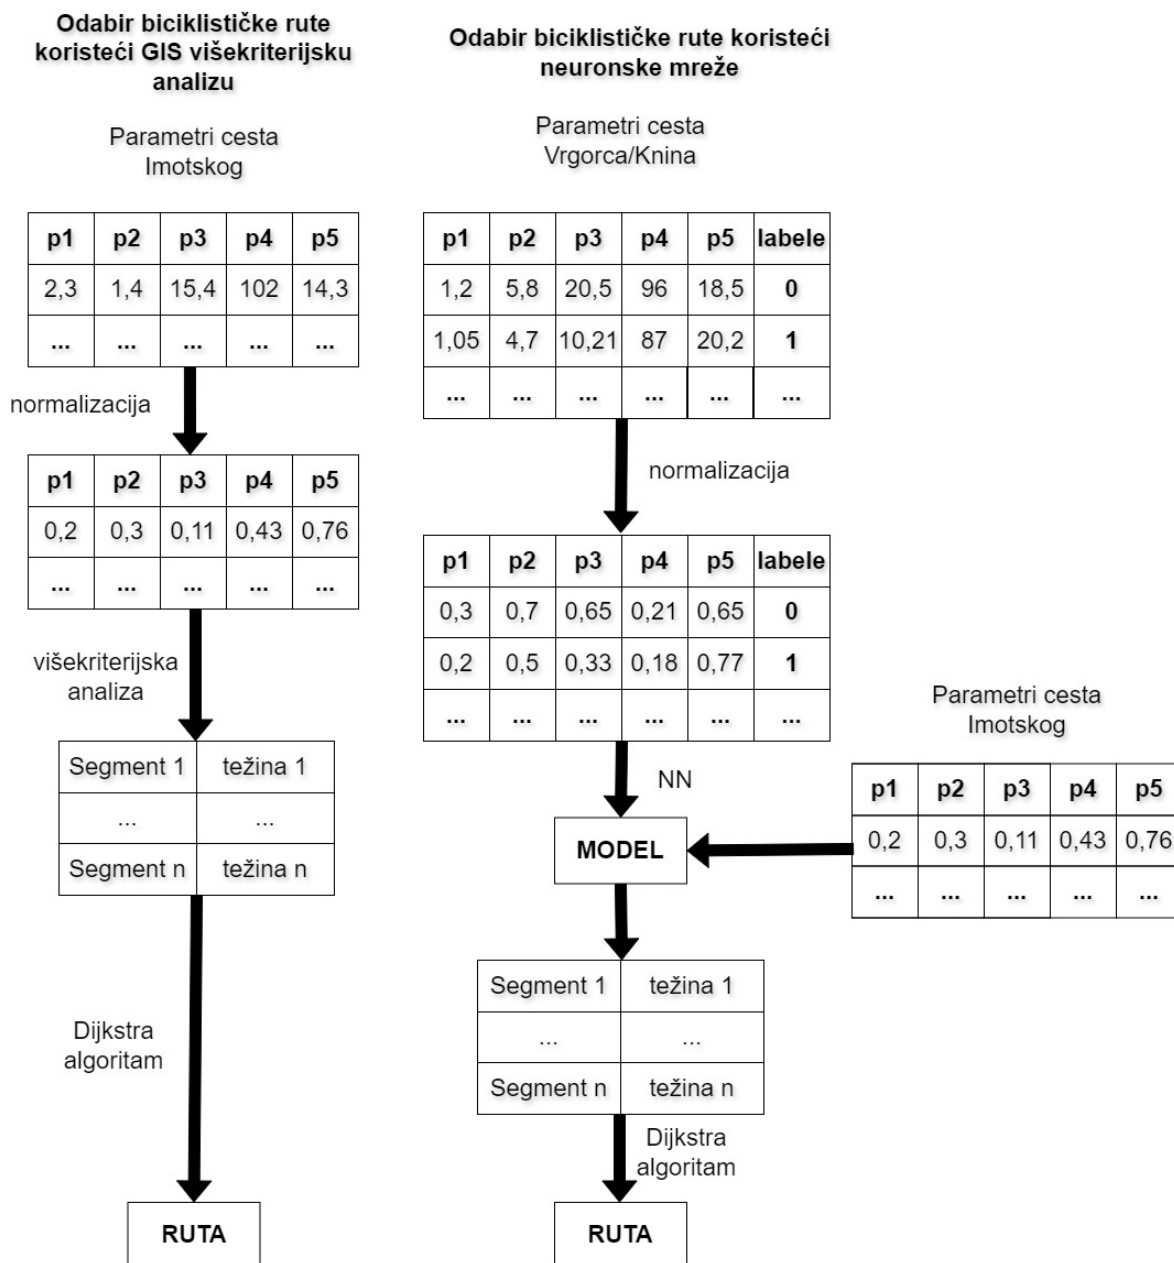 Odabir biciklističke rute
koristeći GIS višekriterijsku
analizu
Parametri cesta
Imotskog
p1 p2 p3 p4 p5
2,3 1,4 15,4 102 14,3
... ... ... ... ...
normalizacija
p1 p2 p3 p4 p5
0,2 0,3 0,11 0,43 0,76
... ... ... ... ...
višekriterijska
analiza
Segment 1 težina 1
... ...
Segment n težina n
Dijkstra
algoritam
RUTA
Odabir biciklističke rute koristeći
neuronske mreže
Parametri cesta
Vrgorca/Knina
p1 p2 p3 p4 p5 labele
1,2 5,8 20,5 96 18,5 0
1,05 4,7 10,21 87 20,2 1
... ... ... ... ... ...
normalizacija
p1 p2 p3 p4 p5 labele
0,3 0,7 0,65 0,21 0,65 0
0,2 0,5 0,33 0,18 0,77 1
... ... ... ... ... ...
NN
MODEL
Parametri cesta
Imotskog
p1 p2 p3 p4 p5
0,2 0,3 0,11 0,43 0,76
... ... ... ... ...
Segment 1 težina 1
... ...
Segment n težina n
Dijkstra
algoritam
RUTA